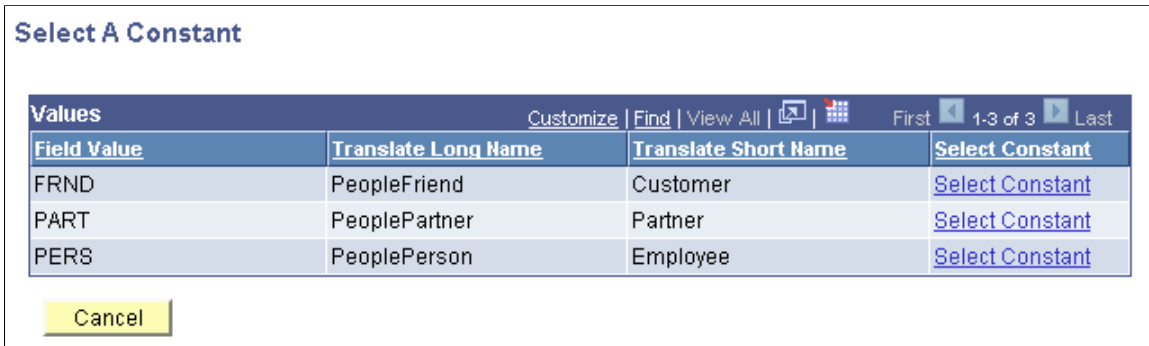 Select A Constant
Values Customize | Find | View All | | First 1-3 of 3 Last
Field Value Translate Long Name Translate Short Name Select Constant
FRND PeopleFriend Customer Select Constant
PART PeoplePartner Partner Select Constant
PERS PeoplePerson Employee Select Constant
Cancel